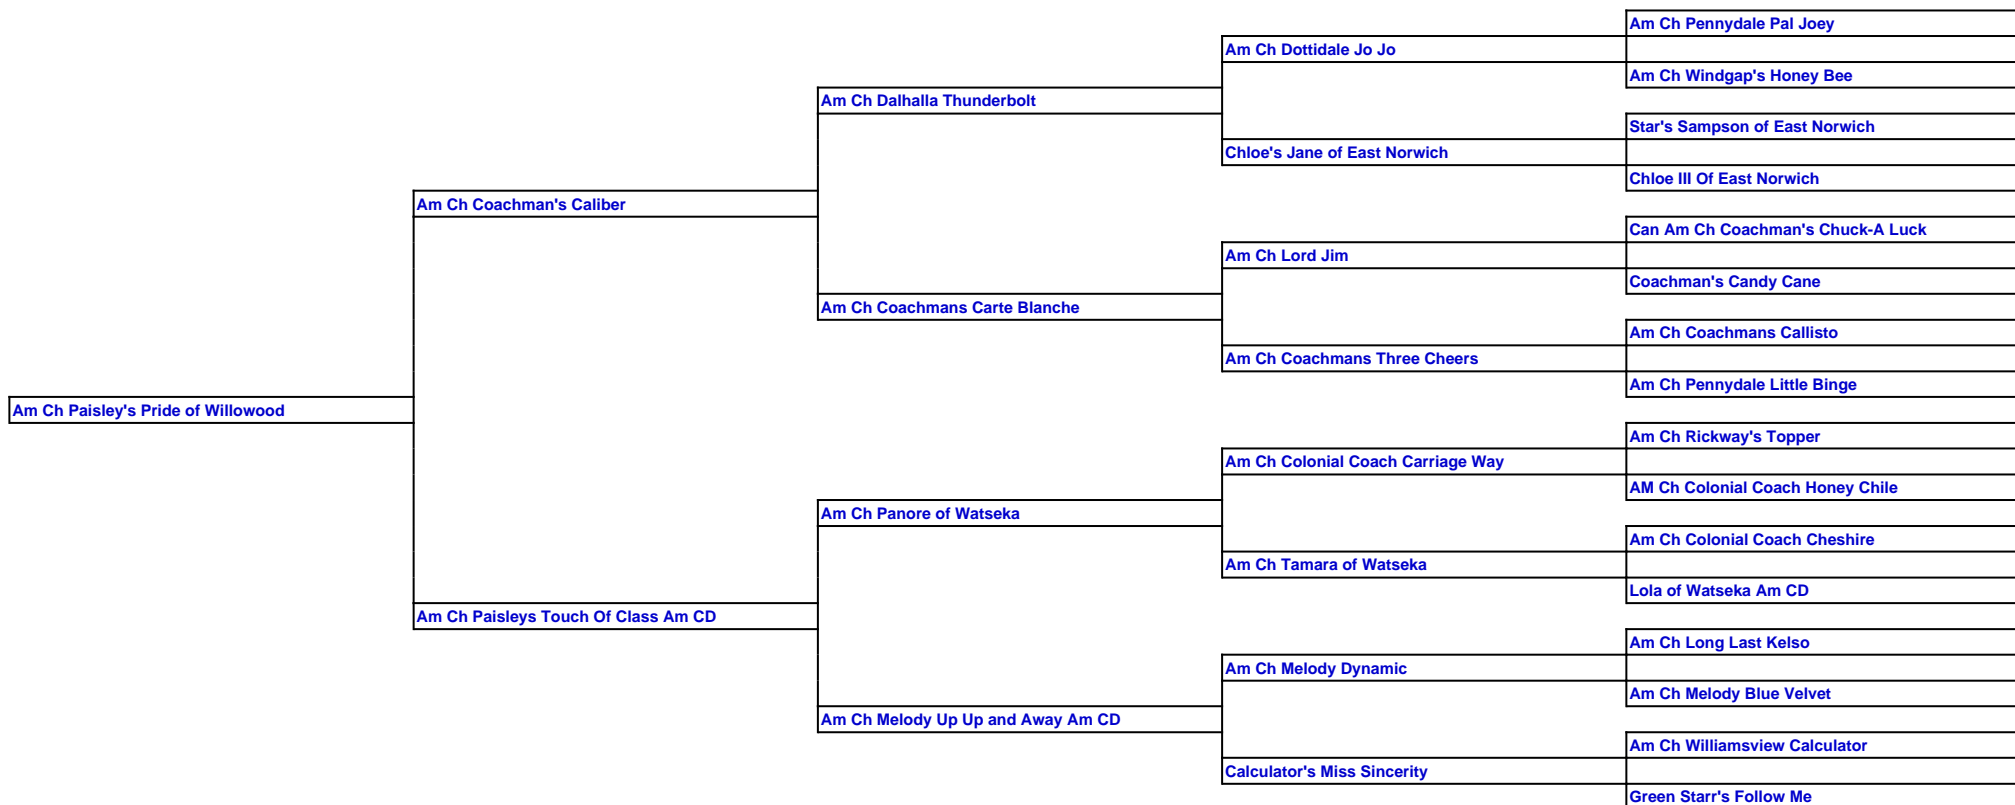 Am Ch Pennydale Pal Joey
Am Ch Dottidale Jo Jo
Am Ch Windgap's Honey Bee
Am Ch Dalhalla Thunderbolt
Star's Sampson of East Norwich
Chloe's Jane of East Norwich
Chloe III Of East Norwich
Am Ch Coachman's Caliber
Can Am Ch Coachman's Chuck-A Luck
Am Ch Lord Jim
Coachman's Candy Cane
Am Ch Coachmans Carte Blanche
Am Ch Coachmans Callisto
Am Ch Coachmans Three Cheers
Am Ch Pennydale Little Binge
Am Ch Paisley's Pride of Willowood
Am Ch Rickway's Topper
Am Ch Colonial Coach Carriage Way
AM Ch Colonial Coach Honey Chile
Am Ch Panore of Watseka
Am Ch Colonial Coach Cheshire
Am Ch Tamara of Watseka
Lola of Watseka Am CD
Am Ch Paisleys Touch Of Class Am CD
Am Ch Long Last Kelso
Am Ch Melody Dynamic
Am Ch Melody Blue Velvet
Am Ch Melody Up Up and Away Am CD
Am Ch Williamsview Calculator
Calculator's Miss Sincerity
Green Starr's Follow Me